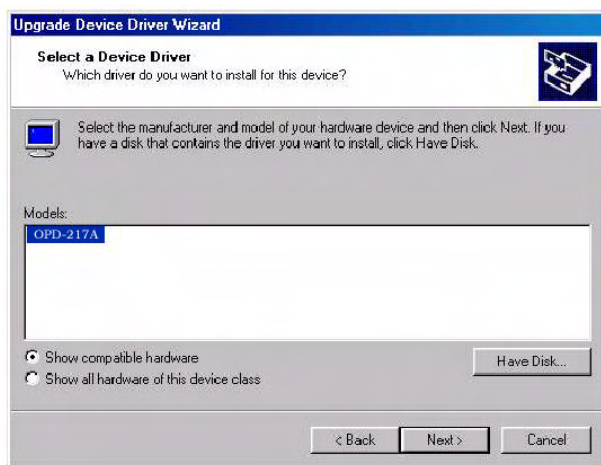 Upgrade Device Driver Wizard
Select a Device Driver
Which driver do you want to install for this device?
Select the manufacturer and model of your hardware device and then click Next. If you
have a disk that contains the driver you want to install, click Have Disk.
Models:
OPD-217A
Show compatible hardware
Show all hardware of this device class
Have Disk...
< Back
Next >
Cancel